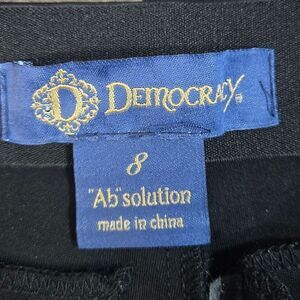 D DEMOCRACY
8
"Ab"solution
made in china